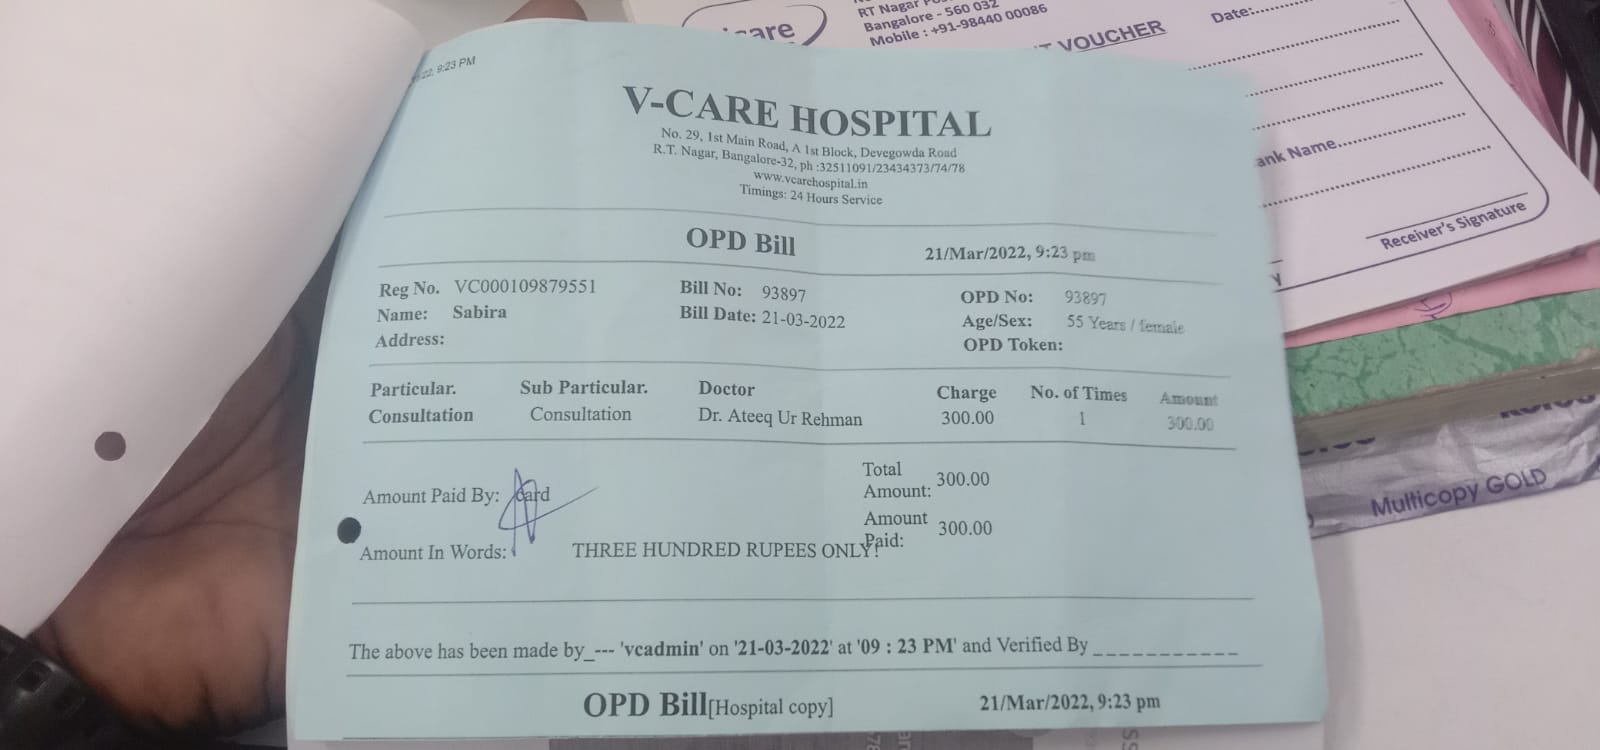 are
RT Nagar
Bangalore - 560 032
Mobile : +91-98440 00086
VOUCHER
Date:
ank Name
Receiver's Signature
22, 9:23 PM
V-CARE HOSPITAL
No. 29, 1st Main Road, A 1st Block, Devegowda Road
R.T. Nagar, Bangalore-32, ph :32511091/23434373/74/78
www.vcarehospital.in
Timings: 24 Hours Service
OPD Bill 21/Mar/2022, 9:23 pm
Reg No. VC000109879551 Bill No: 93897 OPD No: 93897
Name: Sabira Bill Date: 21-03-2022 Age/Sex: 55 Years / female
Address: OPD Token:
Particular. Sub Particular. Doctor Charge No. of Times Amount
Consultation Consultation Dr. Ateeq Ur Rehman 300.00 1 300.00
Total Amount: 300.00
Amount Paid By: Card
Amount Paid: 300.00
Amount In Words: THREE HUNDRED RUPEES ONLY!
The above has been made by_--- 'vcadmin' on '21-03-2022' at '09 : 23 PM' and Verified By ___________
OPD Bill[Hospital copy] 21/Mar/2022, 9:23 pm
Multicopy GOLD